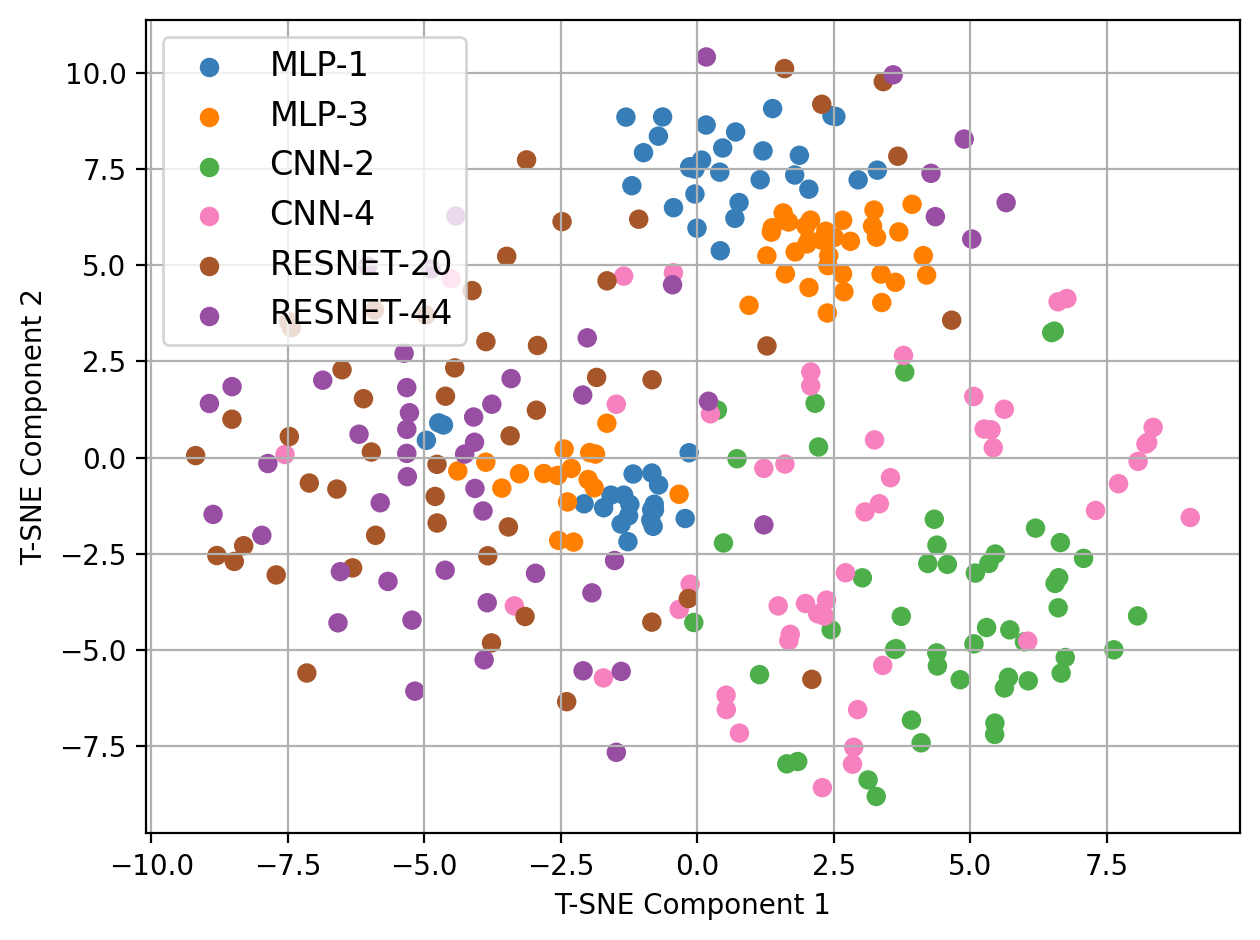 MLP-1
MLP-3
CNN-2
CNN-4
RESNET-20
RESNET-44
10.0
7.5
5.0
2.5
0.0
−2.5
−5.0
−7.5
T-SNE Component 2
−10.0 −7.5 −5.0 −2.5 0.0 2.5 5.0 7.5
T-SNE Component 1